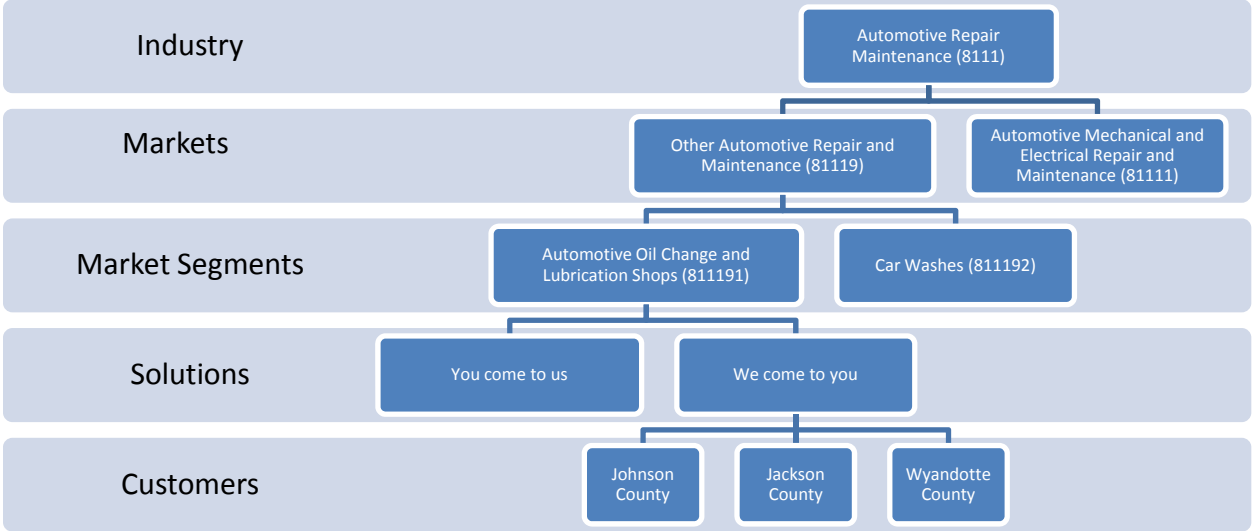 Industry
Automotive Repair
Maintenance (8111)
Markets
Other Automotive Repair and
Maintenance (81119)
Automotive Mechanical and
Electrical Repair and
Maintenance (81111)
Market Segments
Automotive Oil Change and
Lubrication Shops (811191)
Car Washes (811192)
Solutions
You come to us
We come to you
Customers
Johnson
County
Jackson
County
Wyandotte
County